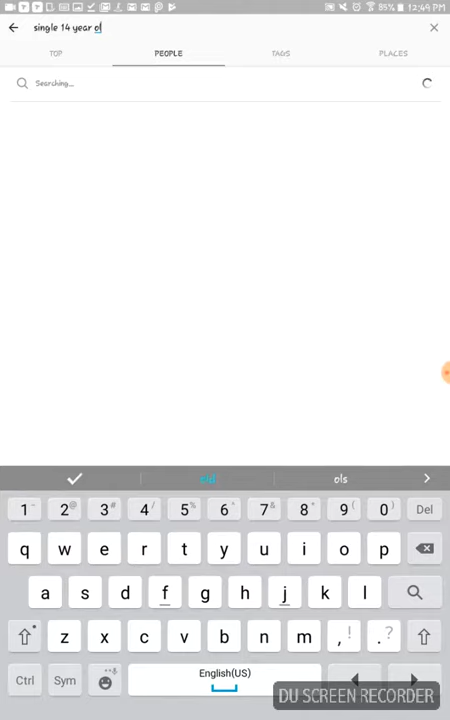 85% 12:49 PM
single 14 year ol
TOP PEOPLE TAGS PLACES
Searching...
old ols
1 - 2 @ 3 # 4 / 5 % 6 ^ 7 & 8 * 9 ( 0 ) Del
q w e r t y u i o p
a s d f g h j k l
z x c v b n m , ! . ?
Ctrl Sym English(US)
DU SCREEN RECORDER